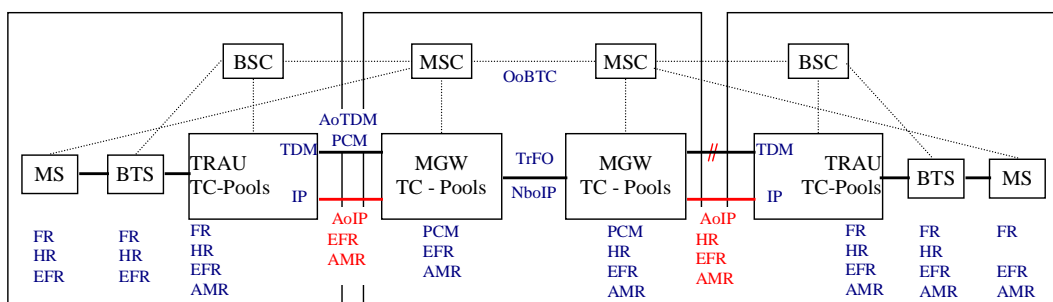 BSC
MSC
MSC
BSC
OoBTC
AoTDM
PCM
TDM
TRAU
TC-Pools
IP
MGW
TC - Pools
TrFO
NboIP
MGW
TC - Pools
TDM
TRAU
TC-Pools
IP
MS
BTS
BTS
MS
AoIP
EFR
AMR
AoIP
HR
EFR
AMR
FR
HR
EFR
FR
HR
EFR
FR
HR
EFR
AMR
PCM
EFR
AMR
PCM
HR
EFR
AMR
FR
HR
EFR
AMR
FR
HR
EFR
AMR
FR
EFR
AMR